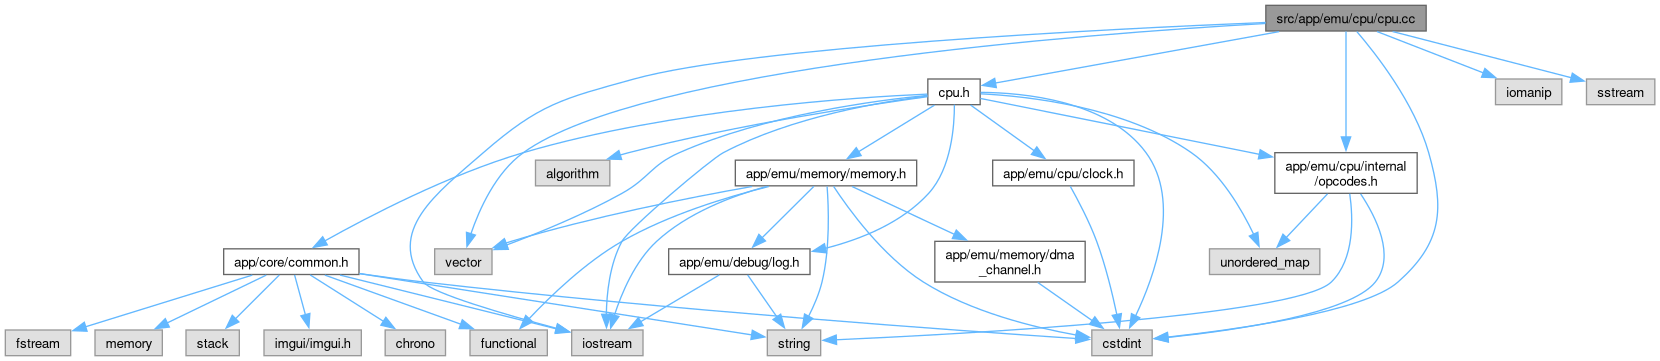 src/app/emu/cpu/cpu.cc
cpu.h
iomanip
sstream
algorithm
app/emu/memory/memory.h
app/emu/cpu/clock.h
app/emu/cpu/internal
/opcodes.h
app/core/common.h
vector
app/emu/debug/log.h
app/emu/memory/dma
_channel.h
unordered_map
fstream
memory
stack
imgui/imgui.h
chrono
functional
iostream
string
cstdint